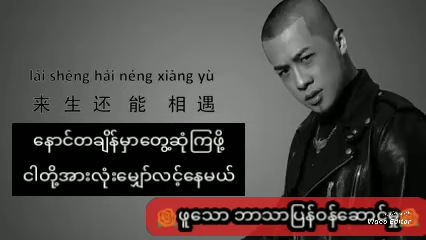 lāi shēng hái néng xiāng yù
来 生 还 能 相 遇
နောင်တချိန်မှာတွေ့ဆုံကြဖို့
ငါတို့အားလုံးမျှော်လင့်နေမယ်
ဖူသော ဘာသာပြန်ဝန်ဆောင်မှု